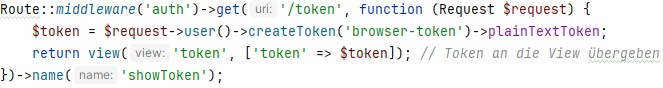 Route::middleware('auth')->get( uri: '/token', function (Request $request) {
    $token = $request->user()->createToken('browser-token')->plainTextToken;
    return view( view: 'token', ['token' => $token]); // Token an die View übergeben
})->name( name: 'showToken');